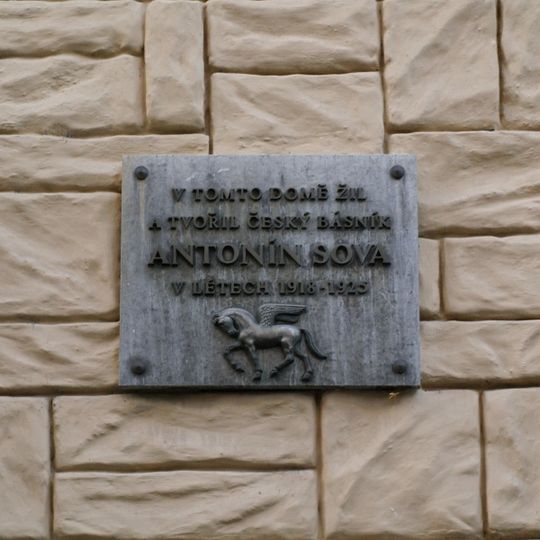 V TOMTO DOMĚ ŽIL
A TVOŘIL ČESKÝ BÁSNÍK
ANTONÍN SOVA
V LÉTECH 1918-1925